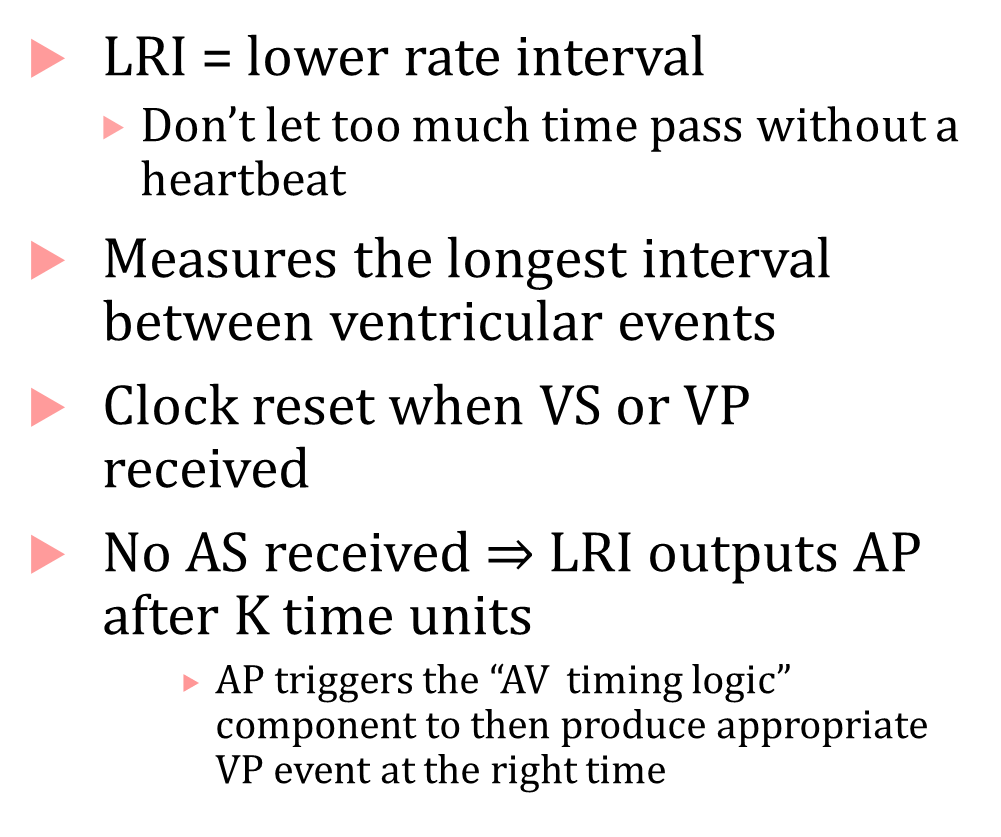 LRI = lower rate interval
Don’t let too much time pass without a
heartbeat
Measures the longest interval
between ventricular events
Clock reset when VS or VP
received
No AS received ⇒ LRI outputs AP
after K time units
AP triggers the “AV  timing logic”
component to then produce appropriate
VP event at the right time